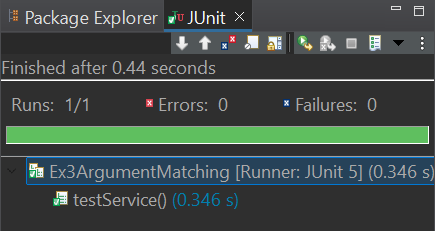 Package Explorer JUnit
Finished after 0.44 seconds
Runs: 1/1 Errors: 0 Failures: 0
Ex3ArgumentMatching [Runner: JUnit 5] (0.346 s)
testService() (0.346 s)